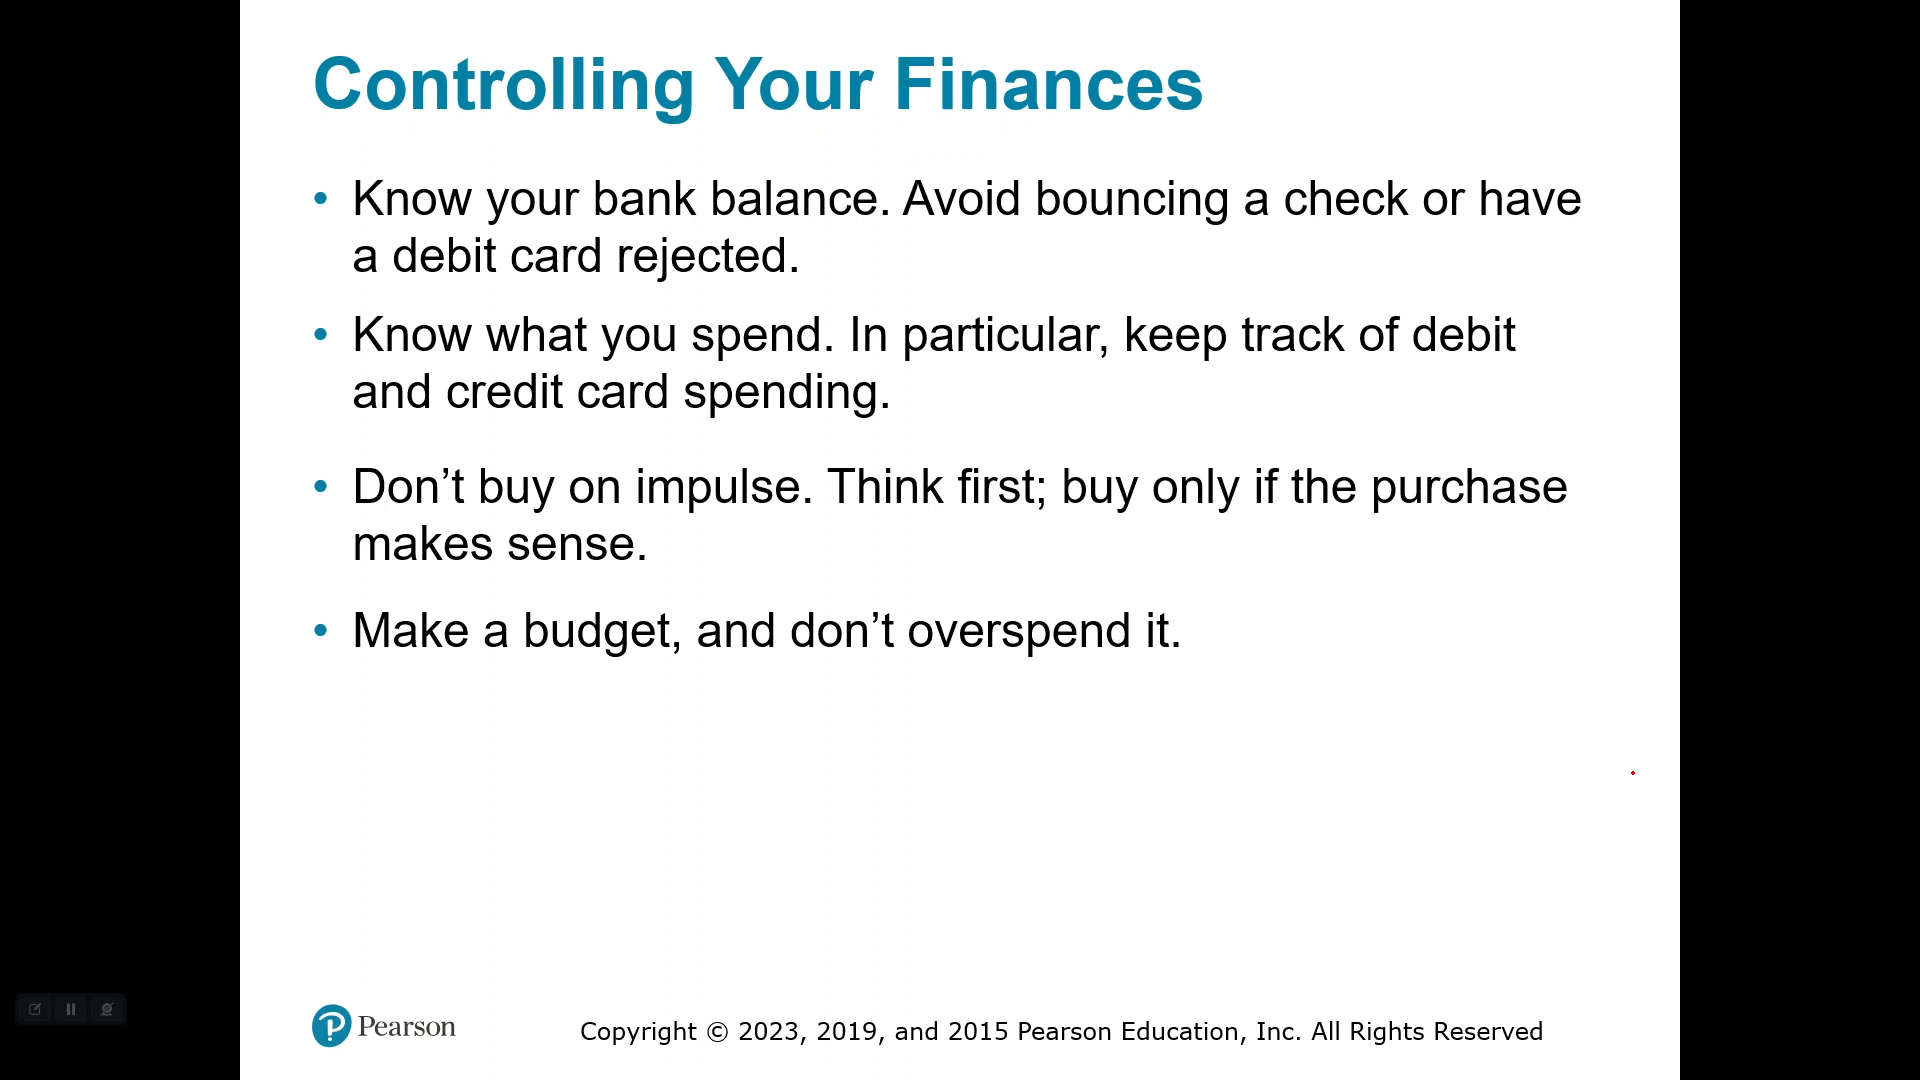 Controlling Your Finances
• Know your bank balance. Avoid bouncing a check or have
a debit card rejected.
• Know what you spend. In particular, keep track of debit
and credit card spending.
• Don’t buy on impulse. Think first; buy only if the purchase
makes sense.
• Make a budget, and don’t overspend it.
Pearson
Copyright © 2023, 2019, and 2015 Pearson Education, Inc. All Rights Reserved